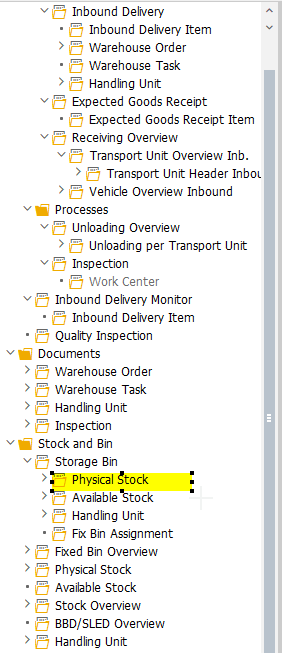 Inbound Delivery
Inbound Delivery Item
Warehouse Order
Warehouse Task
Handling Unit
Expected Goods Receipt
Expected Goods Receipt Item
Receiving Overview
Transport Unit Overview Inb.
Transport Unit Header Inbou
Vehicle Overview Inbound
Processes
Unloading Overview
Unloading per Transport Unit
Inspection
Work Center
Inbound Delivery Monitor
Inbound Delivery Item
Quality Inspection
Documents
Warehouse Order
Warehouse Task
Handling Unit
Inspection
Stock and Bin
Storage Bin
Physical Stock
Available Stock
Handling Unit
Fix Bin Assignment
Fixed Bin Overview
Physical Stock
Available Stock
Stock Overview
BBD/SLED Overview
Handling Unit